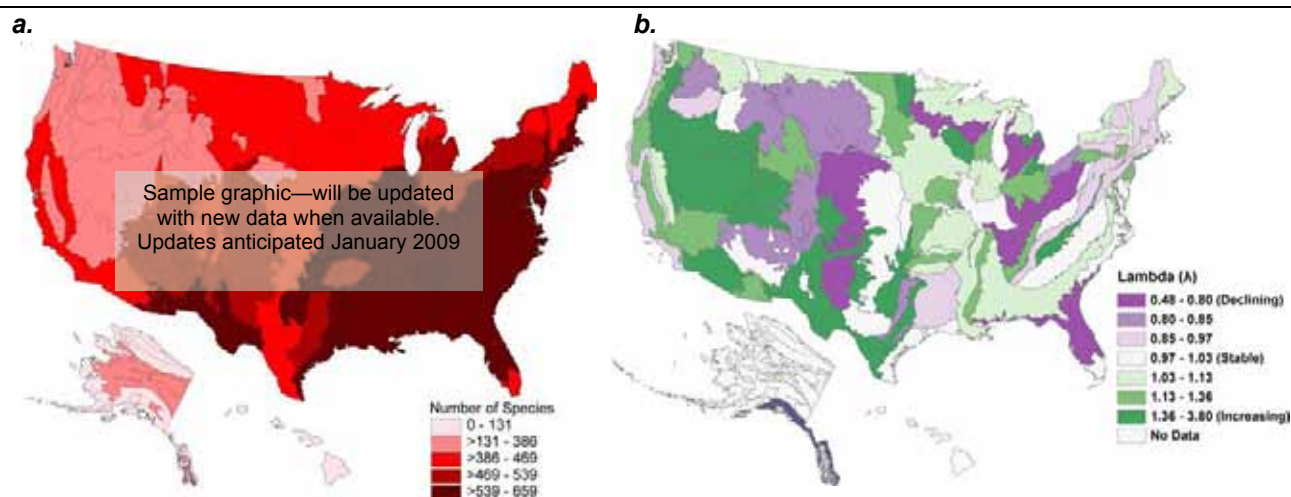 a.
Sample graphic—will be updated
with new data when available.
Updates anticipated January 2009
Number of Species
0 - 131
>131 - 386
>386 - 469
>469 - 539
>539 - 659
b.
Lambda (λ)
0.48 - 0.80 (Declining)
0.80 - 0.85
0.85 - 0.97
0.97 - 1.03 (Stable)
1.03 - 1.13
1.13 - 1.36
1.36 - 3.80 (Increasing)
No Data